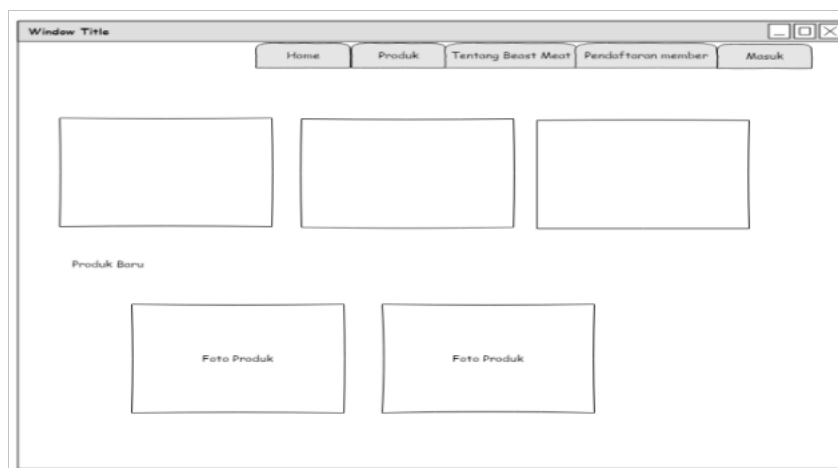 Window Title
Home Produk Tentang Beast Meat Pendaftaran member Masuk
Produk Baru
Foto Produk Foto Produk